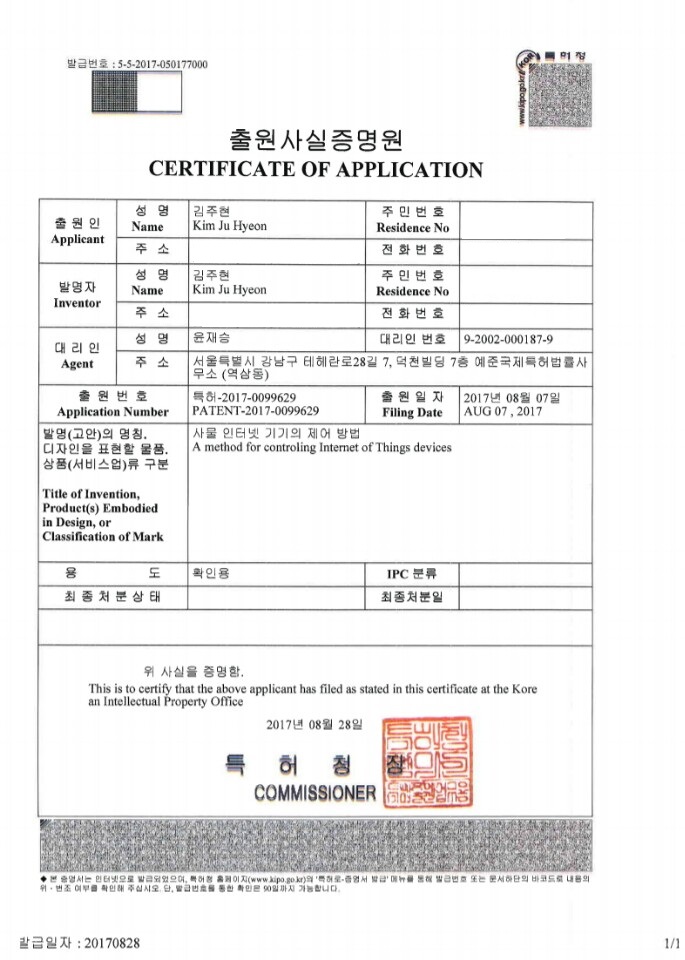 발급번호 : 5-5-2017-050177000
특허청
www.kipo.go.kr
출원사실증명원
CERTIFICATE OF APPLICATION
출 원 인
Applicant
성 명
Name
김주현
Kim Ju Hyeon
주 민 번 호
Residence No
주 소
전 화 번 호
발명자
Inventor
성 명
Name
김주현
Kim Ju Hyeon
주 민 번 호
Residence No
주 소
전 화 번 호
대 리 인
Agent
성 명
윤재승
대리인 번호
9-2002-000187-9
주 소
서울특별시 강남구 테헤란로28길 7, 덕천빌딩 7층 예준국제특허법률사
무소 (역삼동)
출 원 번 호
Application Number
특허-2017-0099629
PATENT-2017-0099629
출 원 일 자
Filing Date
2017년 08월 07일
AUG 07 , 2017
발명(고안)의 명칭.
디자인을 표현할 물품.
상품(서비스업)류 구분
Title of Invention,
Product(s) Embodied
in Design, or
Classification of Mark
사물 인터넷 기기의 제어 방법
A method for controling Internet of Things devices
용 도
확인용
IPC 분류
최종처분상태
최종처분일
위 사실을 증명함.
This is to certify that the above applicant has filed as stated in this certificate at the Kore
an Intellectual Property Office
2017년 08월 28일
특 허 청 장
COMMISSIONER
◆ 본 증명서는 인터넷으로 발급되었으며, 특허청 홈페이지(www.kipo.go.kr)의 '특허로-증명서 발급' 메뉴를 통해 발급번호 또는 문서하단의 바코드로 내용의
위·변조 여부를 확인해 주십시오. 단, 발급번호를 통한 확인은 90일까지 가능합니다.
발급일자 : 20170828
1/1